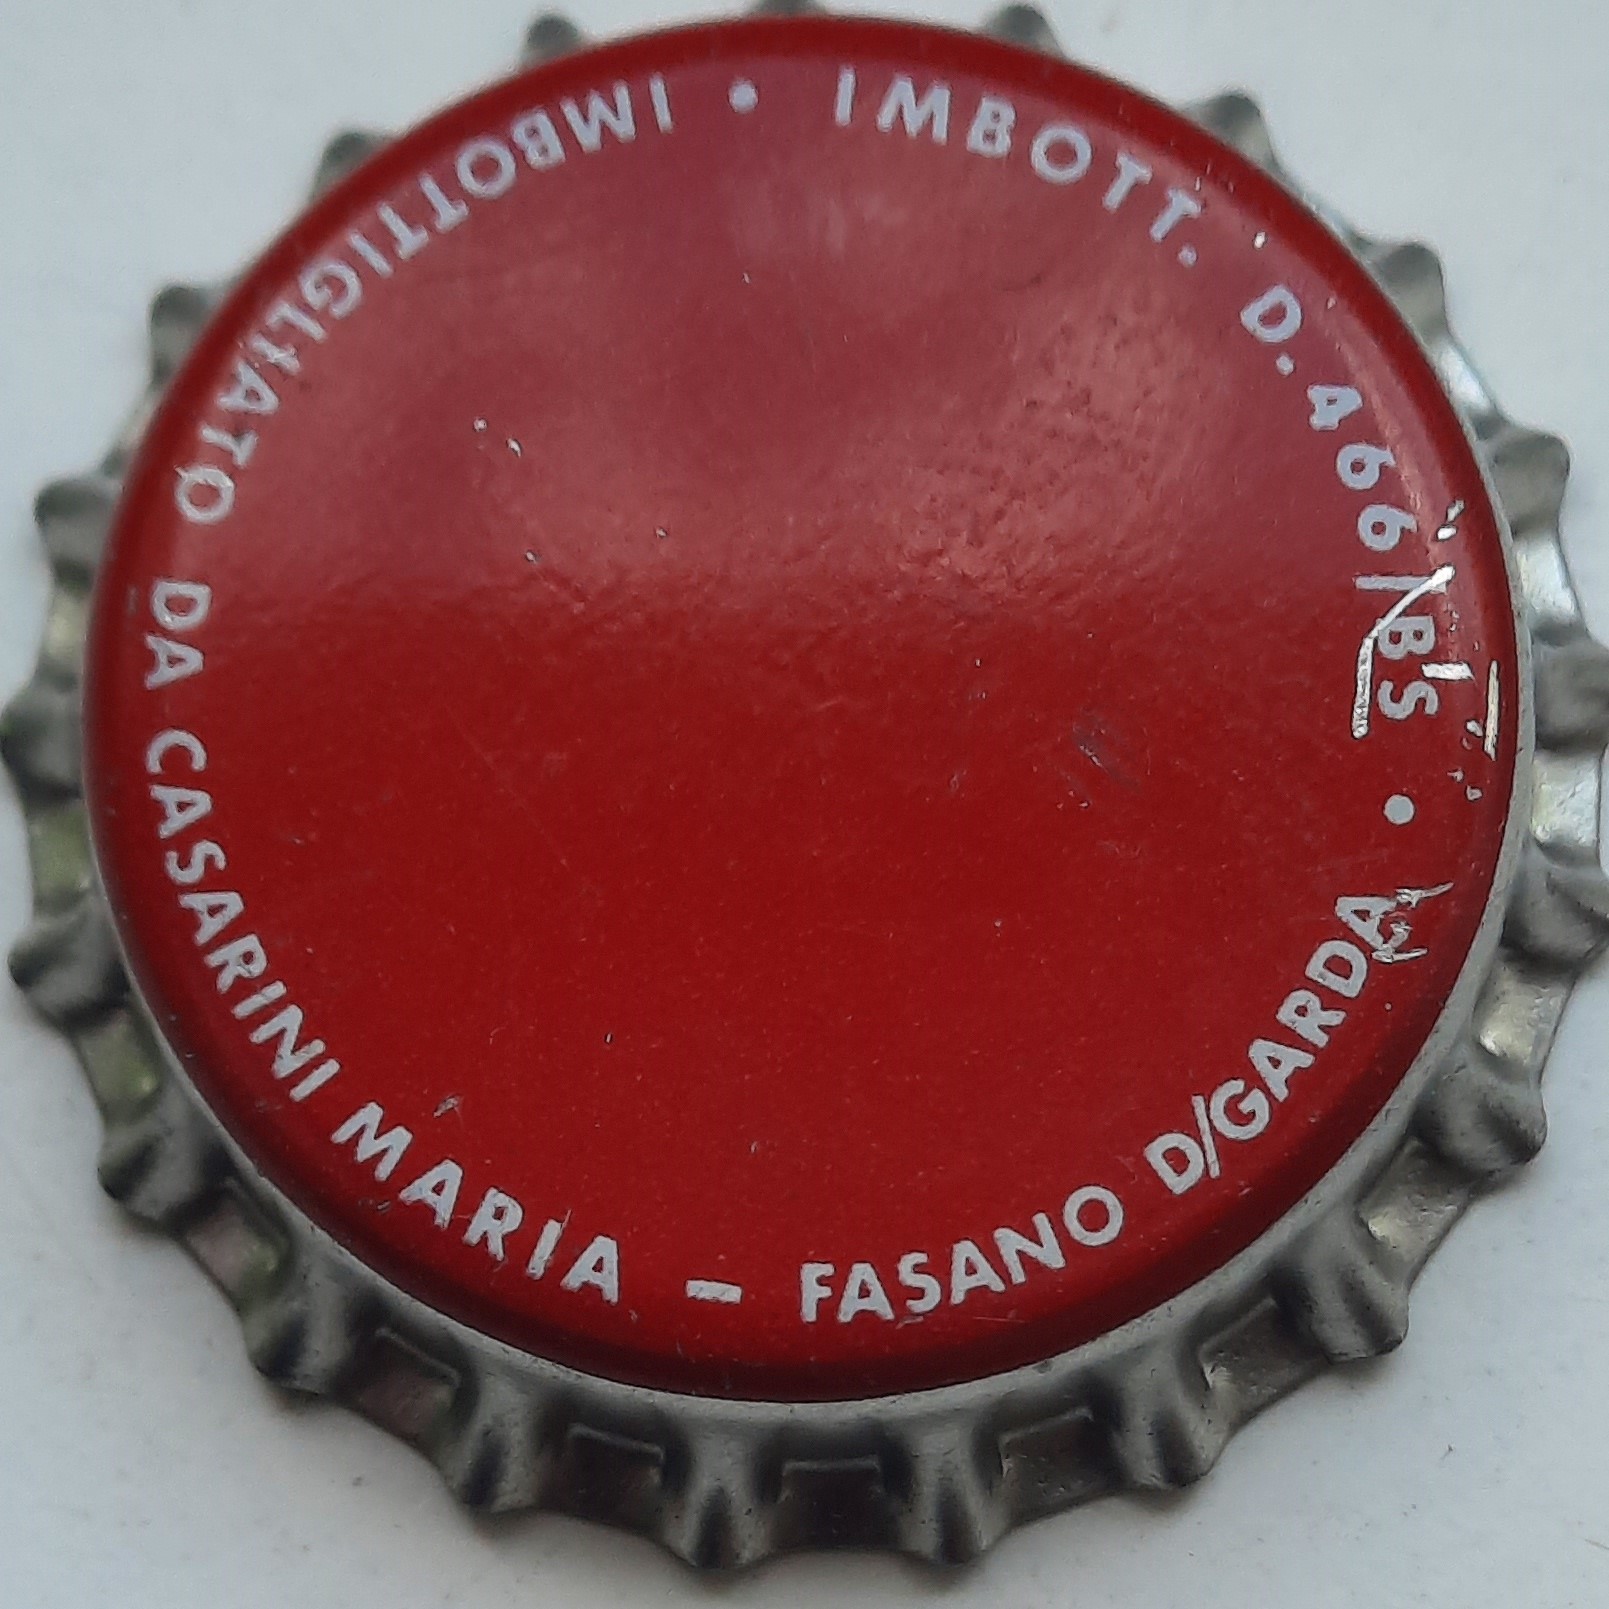 IMBOTTIGLIATO DA CASARINI MARIA – FASANO D/GARDA •
IMBOTT. D.466/BS •